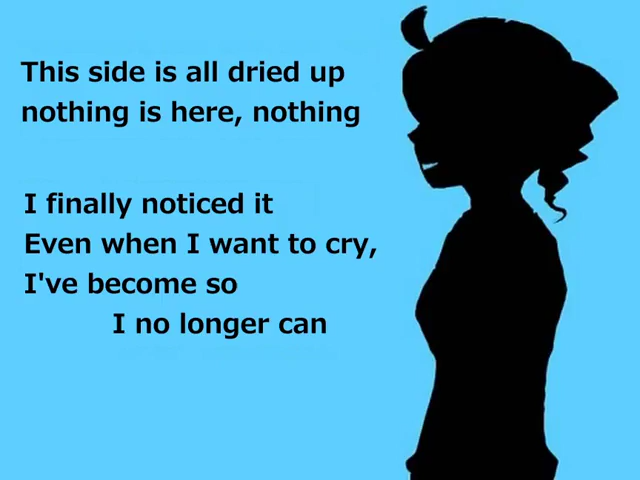 This side is all dried up
nothing is here, nothing
I finally noticed it
Even when I want to cry,
I've become so
I no longer can